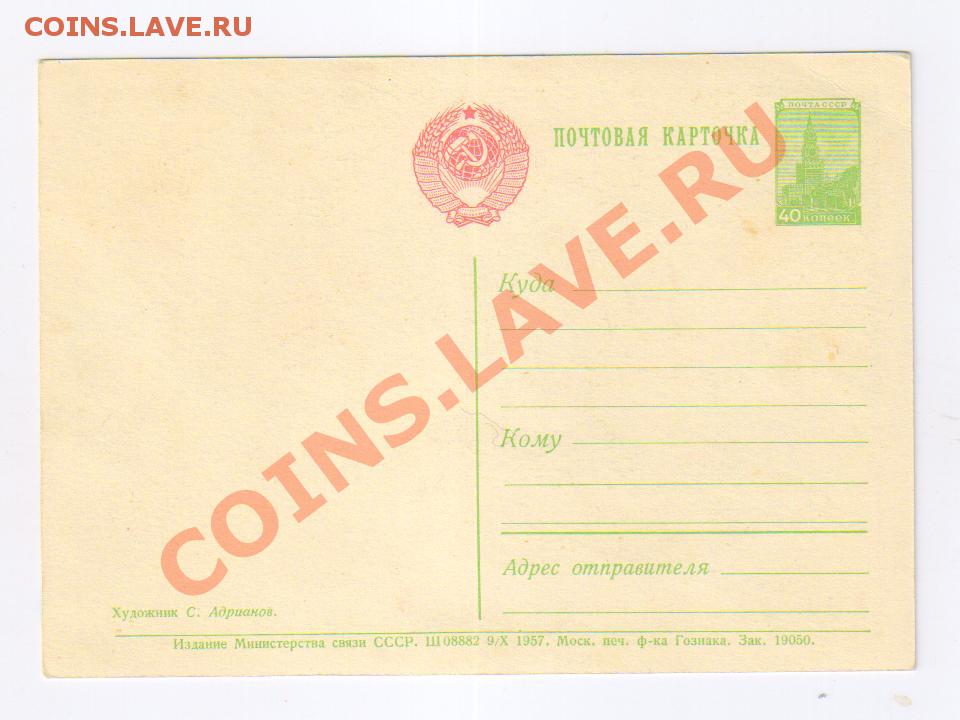 COINS.LAVE.RU
ПОЧТА СССР
ПОЧТОВАЯ КАРТОЧКА
40 КОПЕЕК
COINS.LAVE.RU
Куда
Кому
Адрес отправителя
Художник С. Адрианов.
Издание Министерства связи СССР. Ш 08882 9/X 1957. Моск. печ. ф-ка Гознака. Зак. 19050.